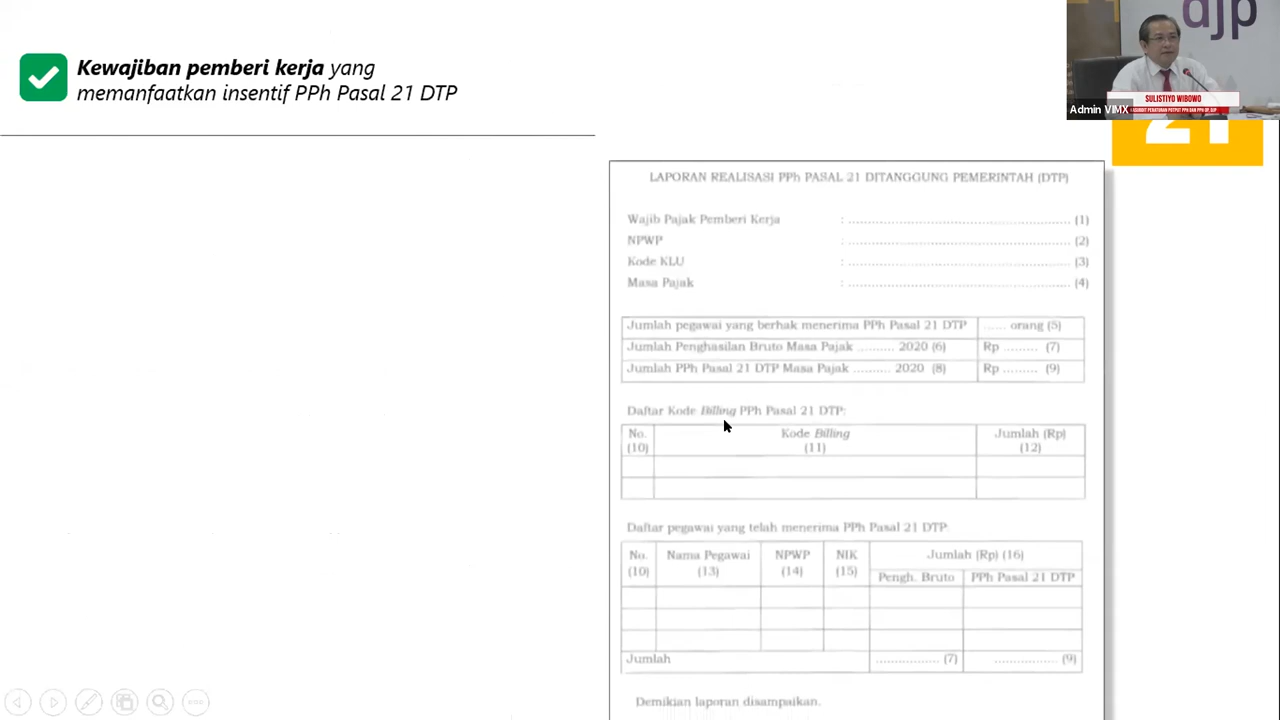 Kewajiban pemberi kerja yang
memanfaatkan insentif PPh Pasal 21 DTP
djp
SULISTIYO WIBOWO
Admin VIMX
21
LAPORAN REALISASI PPh PASAL 21 DITANGGUNG PEMERINTAH (DTP)
Wajib Pajak Pemberi Kerja : ........................................ (1)
NPWP : ........................................ (2)
Kode KLU : ........................................ (3)
Masa Pajak : ........................................ (4)
Jumlah pegawai yang berhak menerima PPh Pasal 21 DTP ...... orang (5)
Jumlah Penghasilan Bruto Masa Pajak .......... 2020 (6) Rp ......... (7)
Jumlah PPh Pasal 21 DTP Masa Pajak .......... 2020 (8) Rp ......... (9)
Daftar Kode Billing PPh Pasal 21 DTP:
No. Kode Billing Jumlah (Rp)
(10) (11) (12)
Daftar pegawai yang telah menerima PPh Pasal 21 DTP:
No. Nama Pegawai NPWP NIK Jumlah (Rp) (16)
(10) (13) (14) (15) Pengh. Bruto PPh Pasal 21 DTP
Jumlah ................ (7) ................ (9)
Demikian laporan disampaikan.